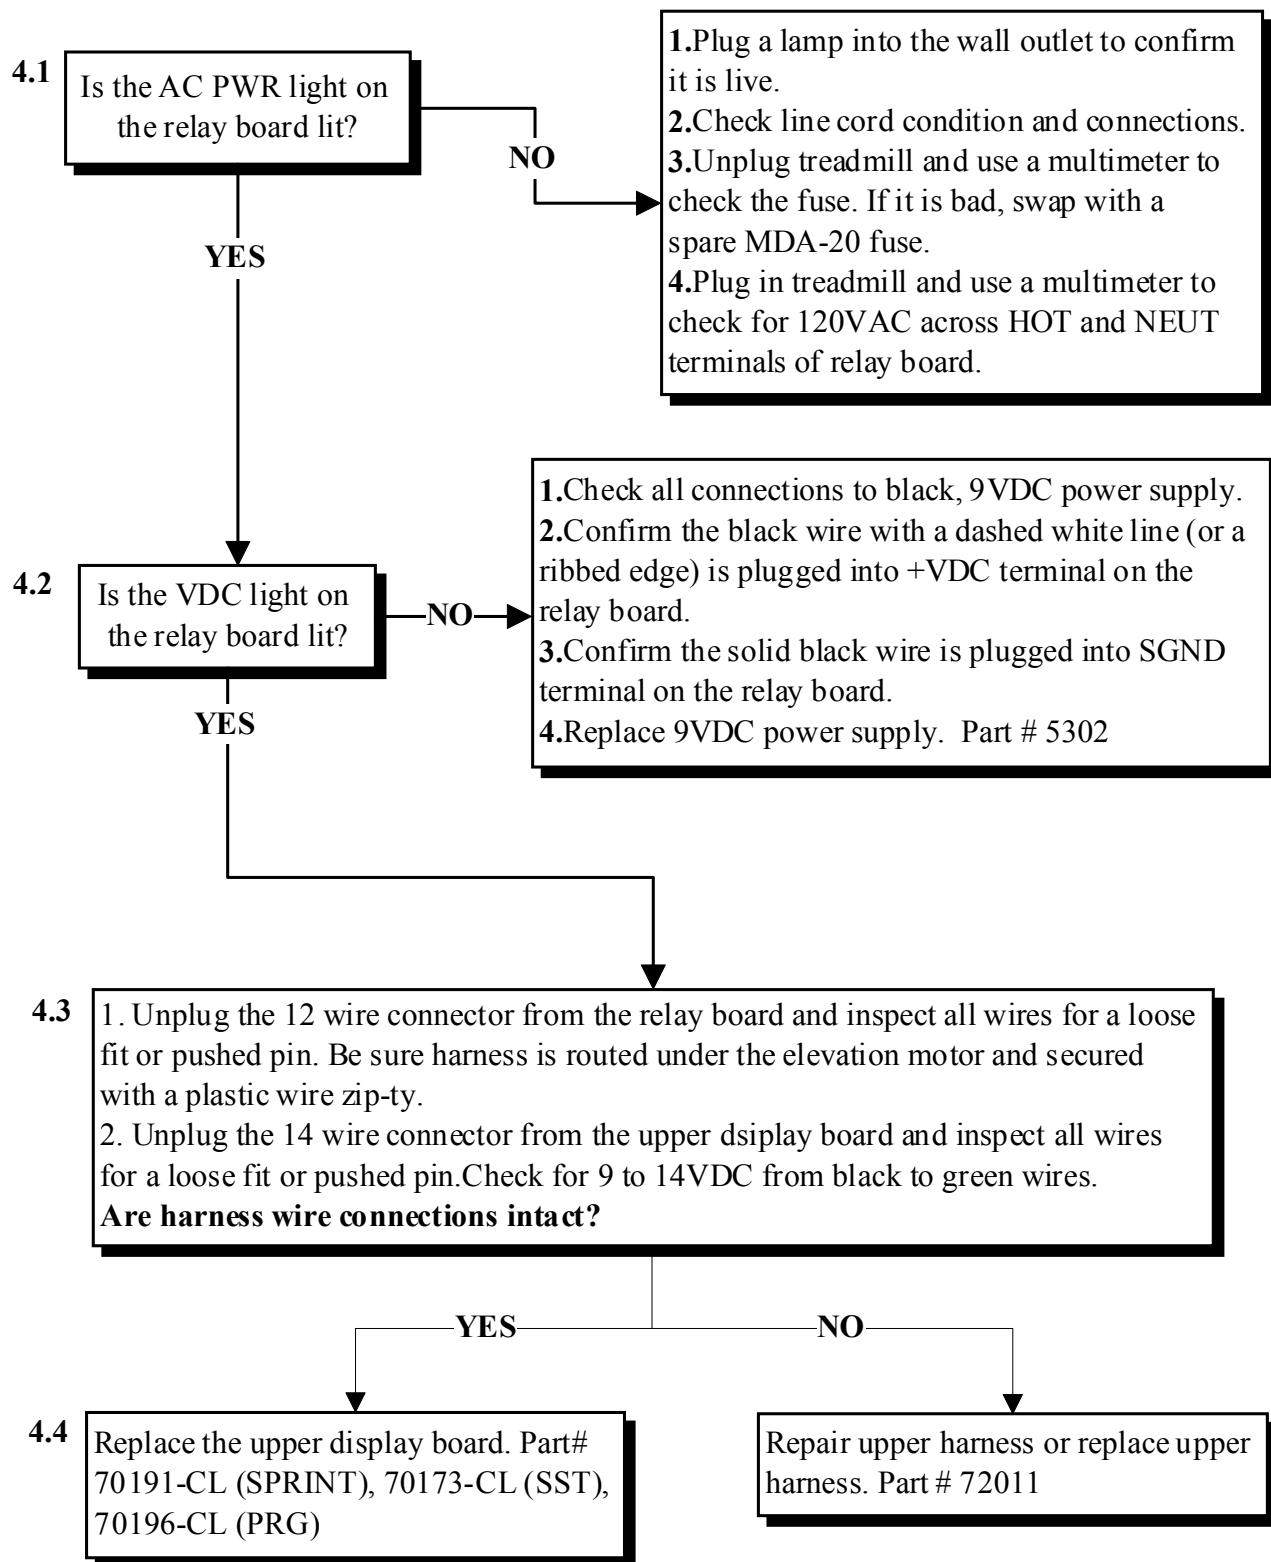 4.1
Is the AC PWR light on
the relay board lit?
NO
YES
1.Plug a lamp into the wall outlet to confirm
it is live.
2.Check line cord condition and connections.
3.Unplug treadmill and use a multimeter to
check the fuse. If it is bad, swap with a
spare MDA-20 fuse.
4.Plug in treadmill and use a multimeter to
check for 120VAC across HOT and NEUT
terminals of relay board.
4.2
Is the VDC light on
the relay board lit?
NO
YES
1.Check all connections to black, 9VDC power supply.
2.Confirm the black wire with a dashed white line (or a
ribbed edge) is plugged into +VDC terminal on the
relay board.
3.Confirm the solid black wire is plugged into SGND
terminal on the relay board.
4.Replace 9VDC power supply.  Part # 5302
4.3
1. Unplug the 12 wire connector from the relay board and inspect all wires for a loose
fit or pushed pin. Be sure harness is routed under the elevation motor and secured
with a plastic wire zip-ty.
2. Unplug the 14 wire connector from the upper dsiplay board and inspect all wires
for a loose fit or pushed pin.Check for 9 to 14VDC from black to green wires.
Are harness wire connections intact?
YES
NO
4.4
Replace the upper display board. Part#
70191-CL (SPRINT), 70173-CL (SST),
70196-CL (PRG)
Repair upper harness or replace upper
harness. Part # 72011